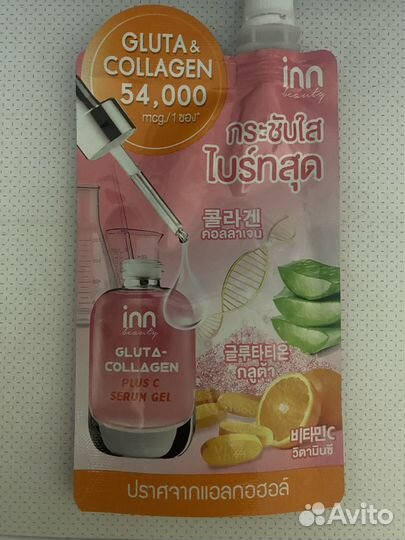 GLUTA &
COLLAGEN
54,000
mcg./1 ซอง*
inn
beauty
กระชับใส
ไบร์ทสุด
콜라겐
คอลลาเจน
inn
beauty
GLUTA-
COLLAGEN
PLUS C
SERUM GEL
글루타티온
กลูต้า
비타민C
วิตามินซี
ปราศจากแอลกอฮอล์
Avito